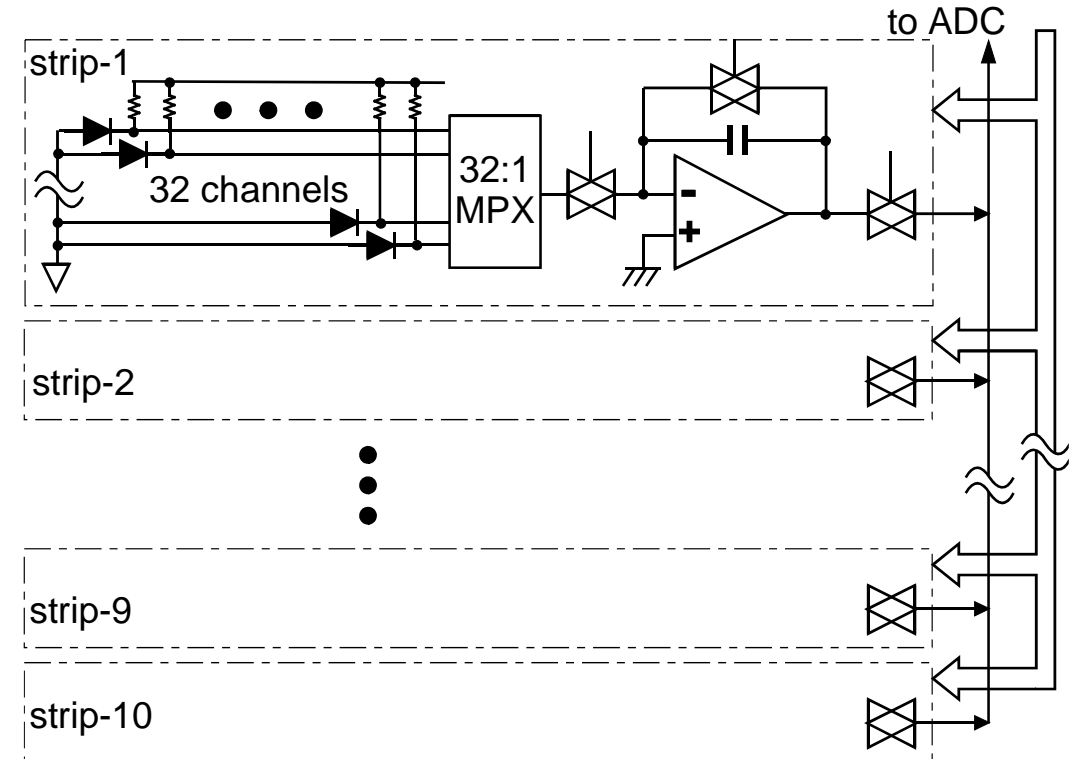 to ADC
strip-1
32 channels
32:1
MPX
-
+
strip-2
strip-9
strip-10